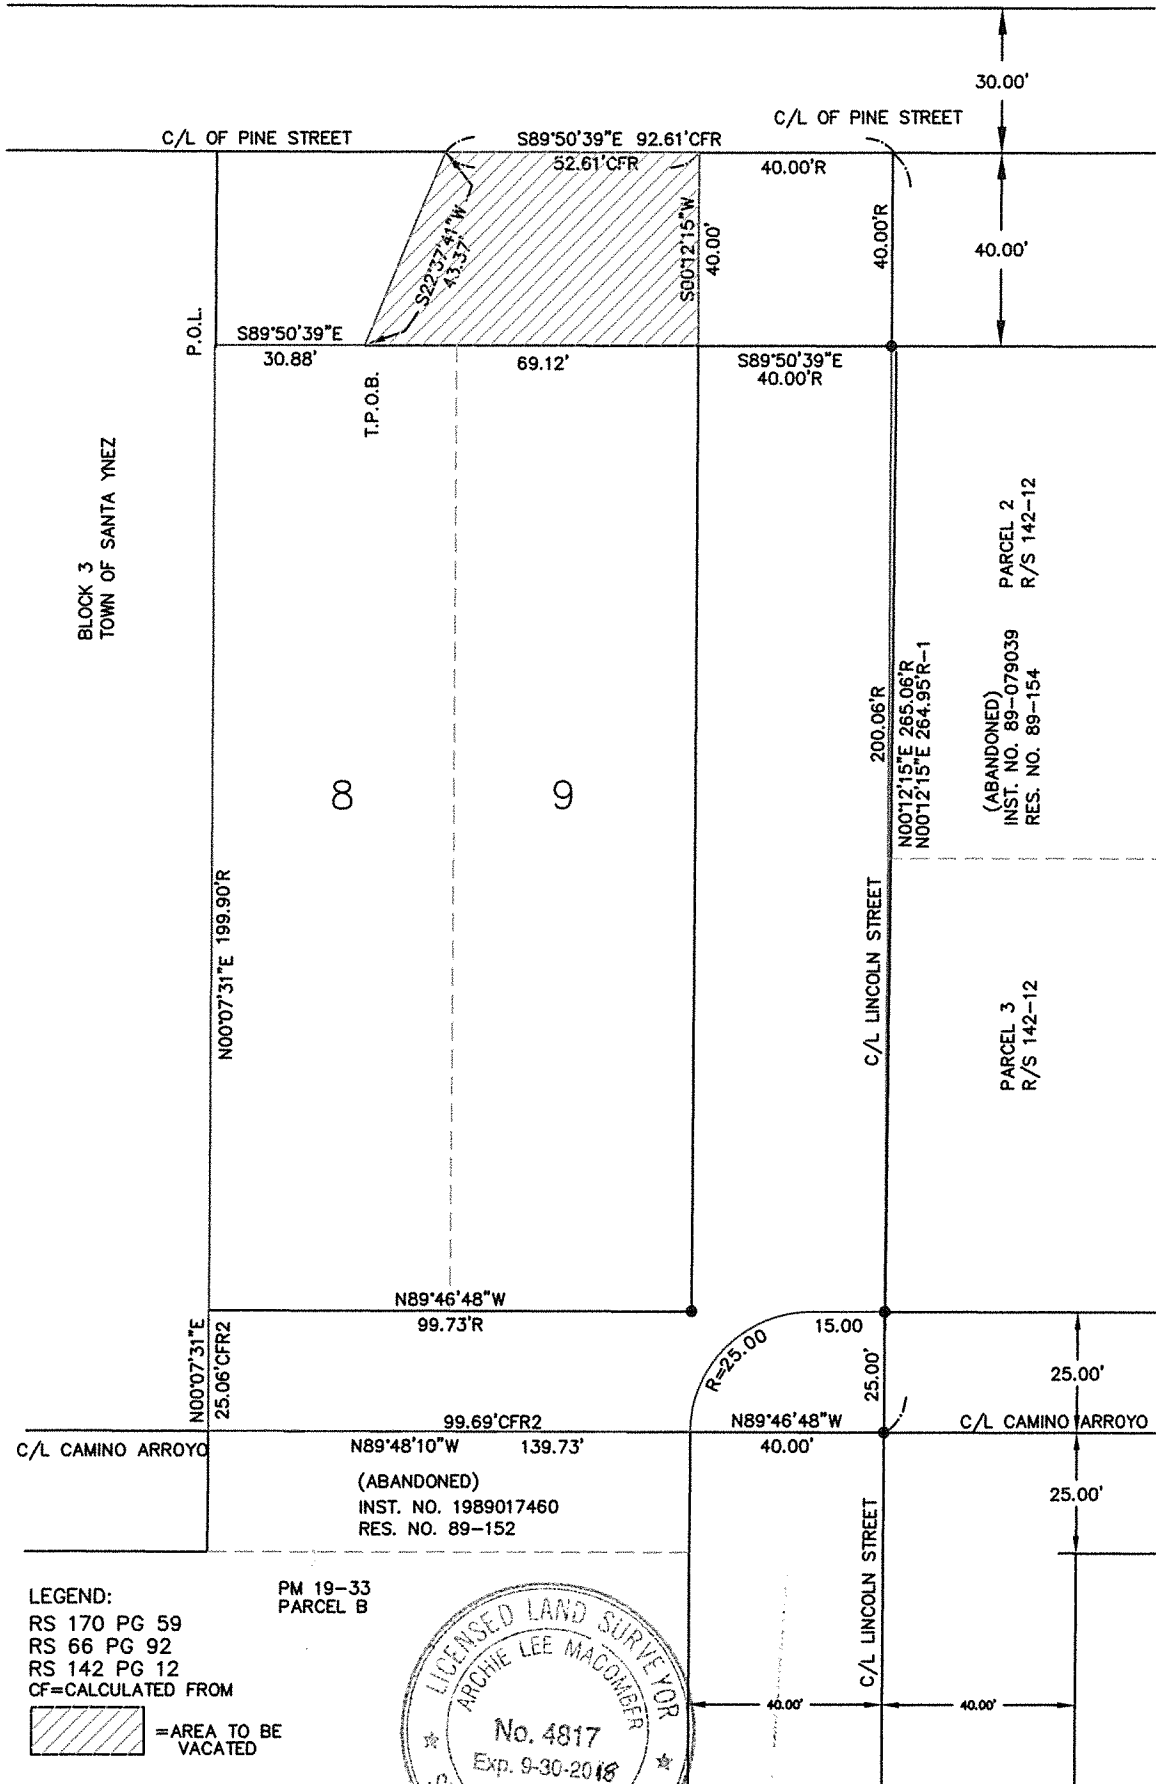 30.00'
C/L OF PINE STREET
S89°50'39"E 92.61'CFR
C/L OF PINE STREET
52.61'CFR
40.00'R
S22°37'41"W
43.37'
S00°12'15"W
40.00'
40.00'R
40.00'
P.O.L.
S89°50'39"E
30.88'
T.P.O.B.
69.12'
S89°50'39"E
40.00'R
BLOCK 3
TOWN OF SANTA YNEZ
PARCEL 2
R/S 142-12
(ABANDONED)
INST. NO. 89-079039
RES. NO. 89-154
200.06'R
N00°12'15"E 265.06'R
N00°12'15"E 264.95'R-1
8
9
N00°07'31"E 199.90'R
C/L LINCOLN STREET
PARCEL 3
R/S 142-12
N89°46'48"W
99.73'R
R=25.00
15.00
25.00'
25.00'
N00°07'31"E
25.06'CFR2
99.69'CFR2
N89°46'48"W
C/L CAMINO ARROYO
C/L CAMINO ARROYO
N89°48'10"W
139.73'
40.00'
(ABANDONED)
INST. NO. 1989017460
RES. NO. 89-152
25.00'
C/L LINCOLN STREET
LEGEND:
RS 170 PG 59
RS 66 PG 92
RS 142 PG 12
CF=CALCULATED FROM
=AREA TO BE
VACATED
PM 19-33
PARCEL B
LICENSED LAND SURVEYOR
ARCHIE LEE MACOMBER
No. 4817
Exp. 9-30-2018
40.00'
40.00'